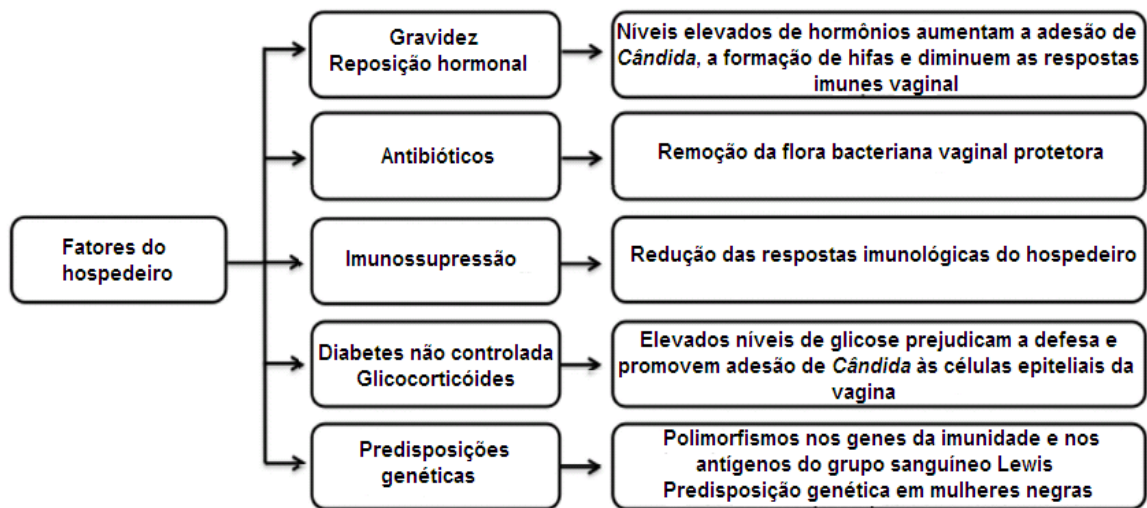 Fatores do
hospedeiro
Gravidez
Reposição hormonal
Níveis elevados de hormônios aumentam a adesão de
Cândida, a formação de hifas e diminuem as respostas
imunes vaginal
Antibióticos
Remoção da flora bacteriana vaginal protetora
Imunossupressão
Redução das respostas imunológicas do hospedeiro
Diabetes não controlada
Glicocorticóides
Elevados níveis de glicose prejudicam a defesa e
promovem adesão de Cândida às células epiteliais da
vagina
Predisposições
genéticas
Polimorfismos nos genes da imunidade e nos
antígenos do grupo sanguíneo Lewis
Predisposição genética em mulheres negras